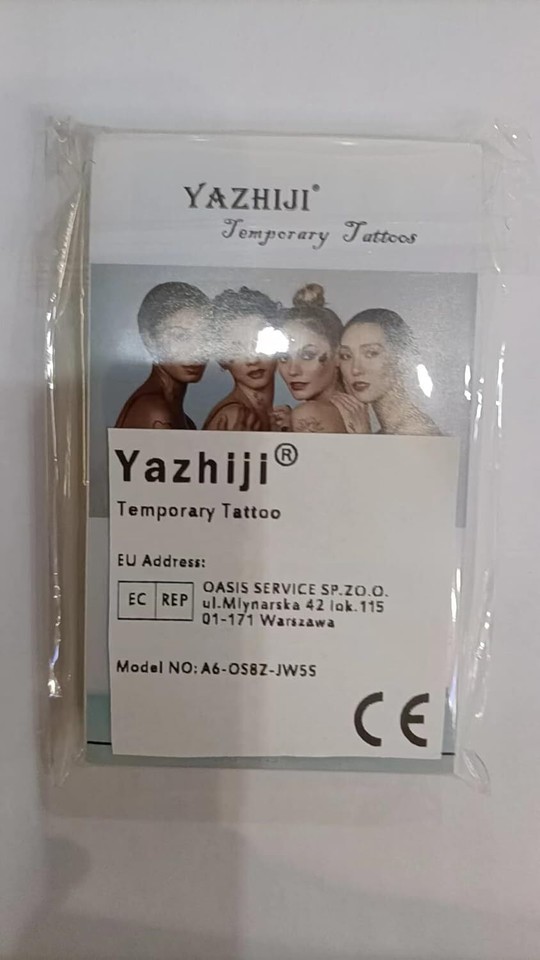 YAZHIJI®
Temporary Tattoos
Yazhiji®
Temporary Tattoo
EU Address:
EC REP
OASIS SERVICE SP.ZO.O.
ul.Mlynarska 42 lok.115
01-171 Warszawa
Model NO: A6-OS8Z-JW5S
CE